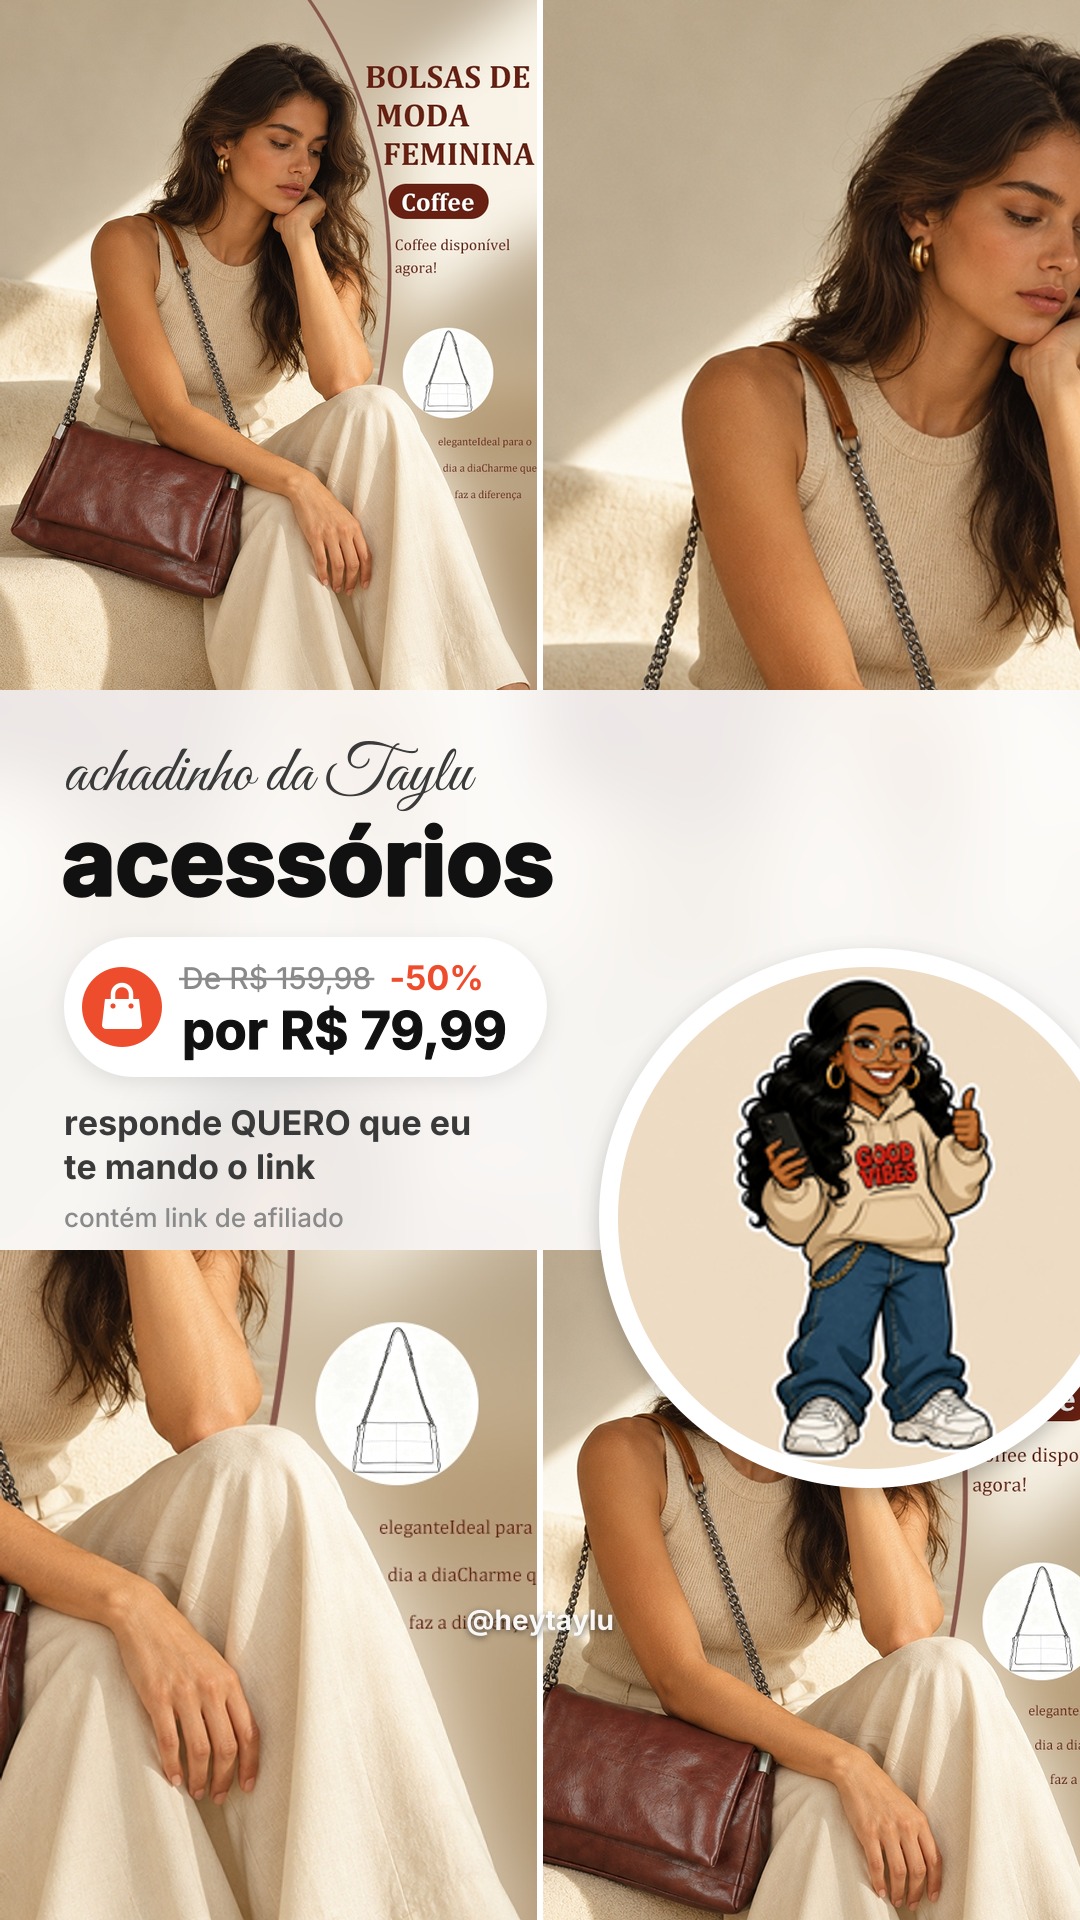 BOLSAS DE
MODA
FEMININA
Coffee
Coffee disponível
agora!
eleganteIdeal para o
dia a diaCharme que
faz a diferença
achadinho da Taylu
acessórios
De R$ 159,98 -50%
por R$ 79,99
responde QUERO que eu
te mando o link
contém link de afiliado
GOOD
VIBES
eleganteIdeal para
dia a diaCharme q
faz a
@heytaylu
agora!
elegante
dia a dia
faz a